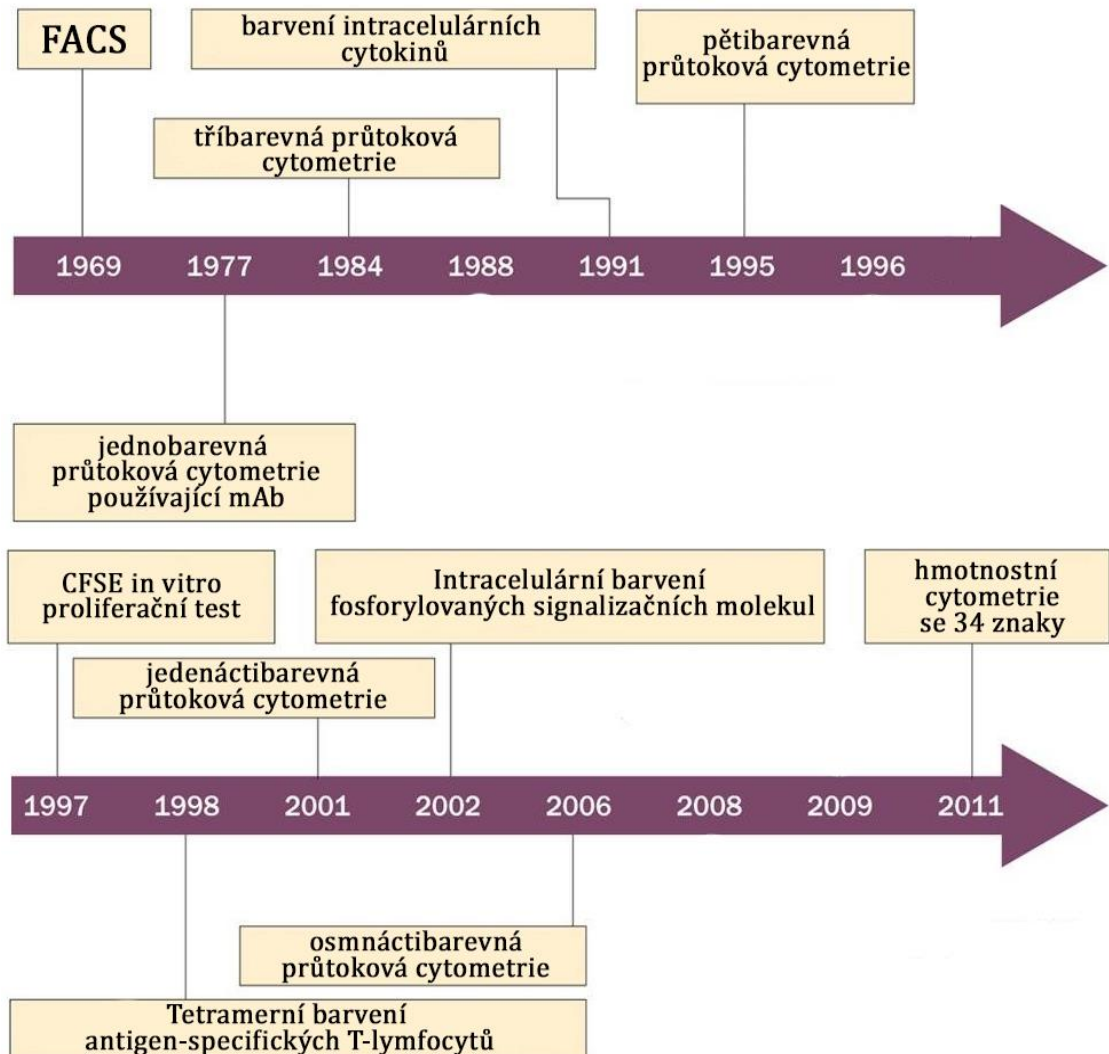 FACS
barvení intracelulárních
cytokinů
pětibarevná
průtoková cytometrie
tříbarevná průtoková
cytometrie
1969 1977 1984 1988 1991 1995 1996
jednobarevná
průtoková cytometrie
používající mAb
CFSE in vitro
proliferační test
Intracelulární barvení
fosforylovaných signalizačních molekul
hmotnostní
cytometrie
se 34 znaky
jedenáctibarevná
průtoková cytometrie
1997 1998 2001 2002 2006 2008 2009 2011
osmnáctibarevná
průtoková cytometrie
Tetramerní barvení
antigen-specifických T-lymfocytů